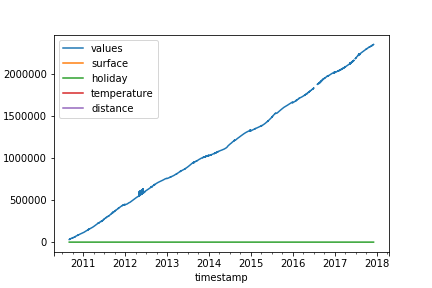 values
surface
holiday
temperature
distance
2000000
1500000
1000000
500000
0
2011 2012 2013 2014 2015 2016 2017 2018
timestamp